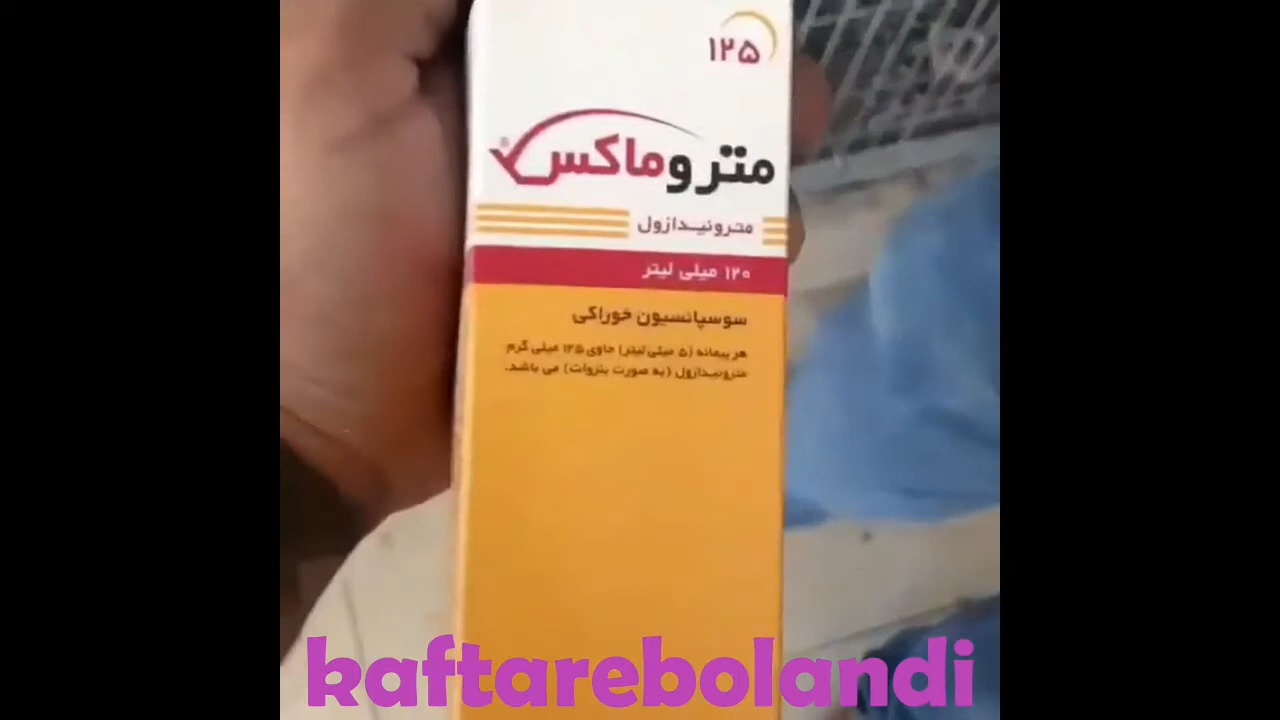 ۱۲۵
متروماکس®
مترونیدازول
۱۲۰ میلی لیتر
سوسپانسیون خوراکی
هر پیمانه (۵ میلی لیتر) حاوی ۱۲۵ میلی گرم
مترونیدازول (به صورت بنزوات) می باشد.
kaftarebolandi